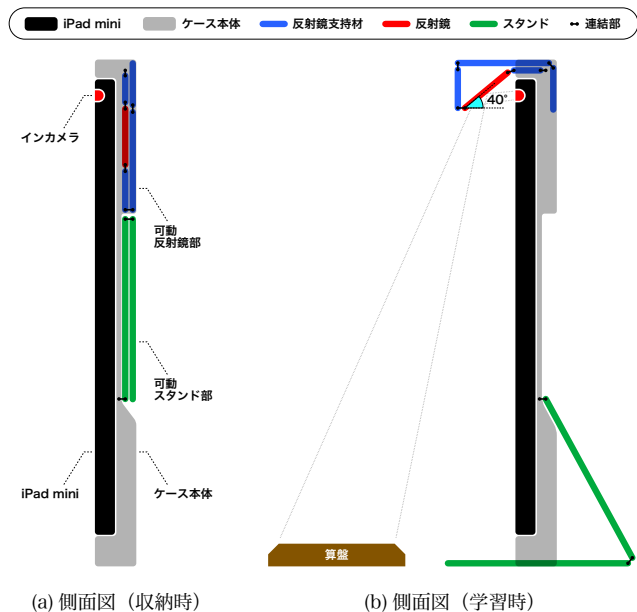 iPad mini ケース本体 反射鏡支持材 反射鏡 スタンド 連結部
インカメラ
可動
反射鏡部
可動
スタンド部
iPad mini
ケース本体
(a) 側面図（収納時）
40°
算盤
(b) 側面図（学習時）